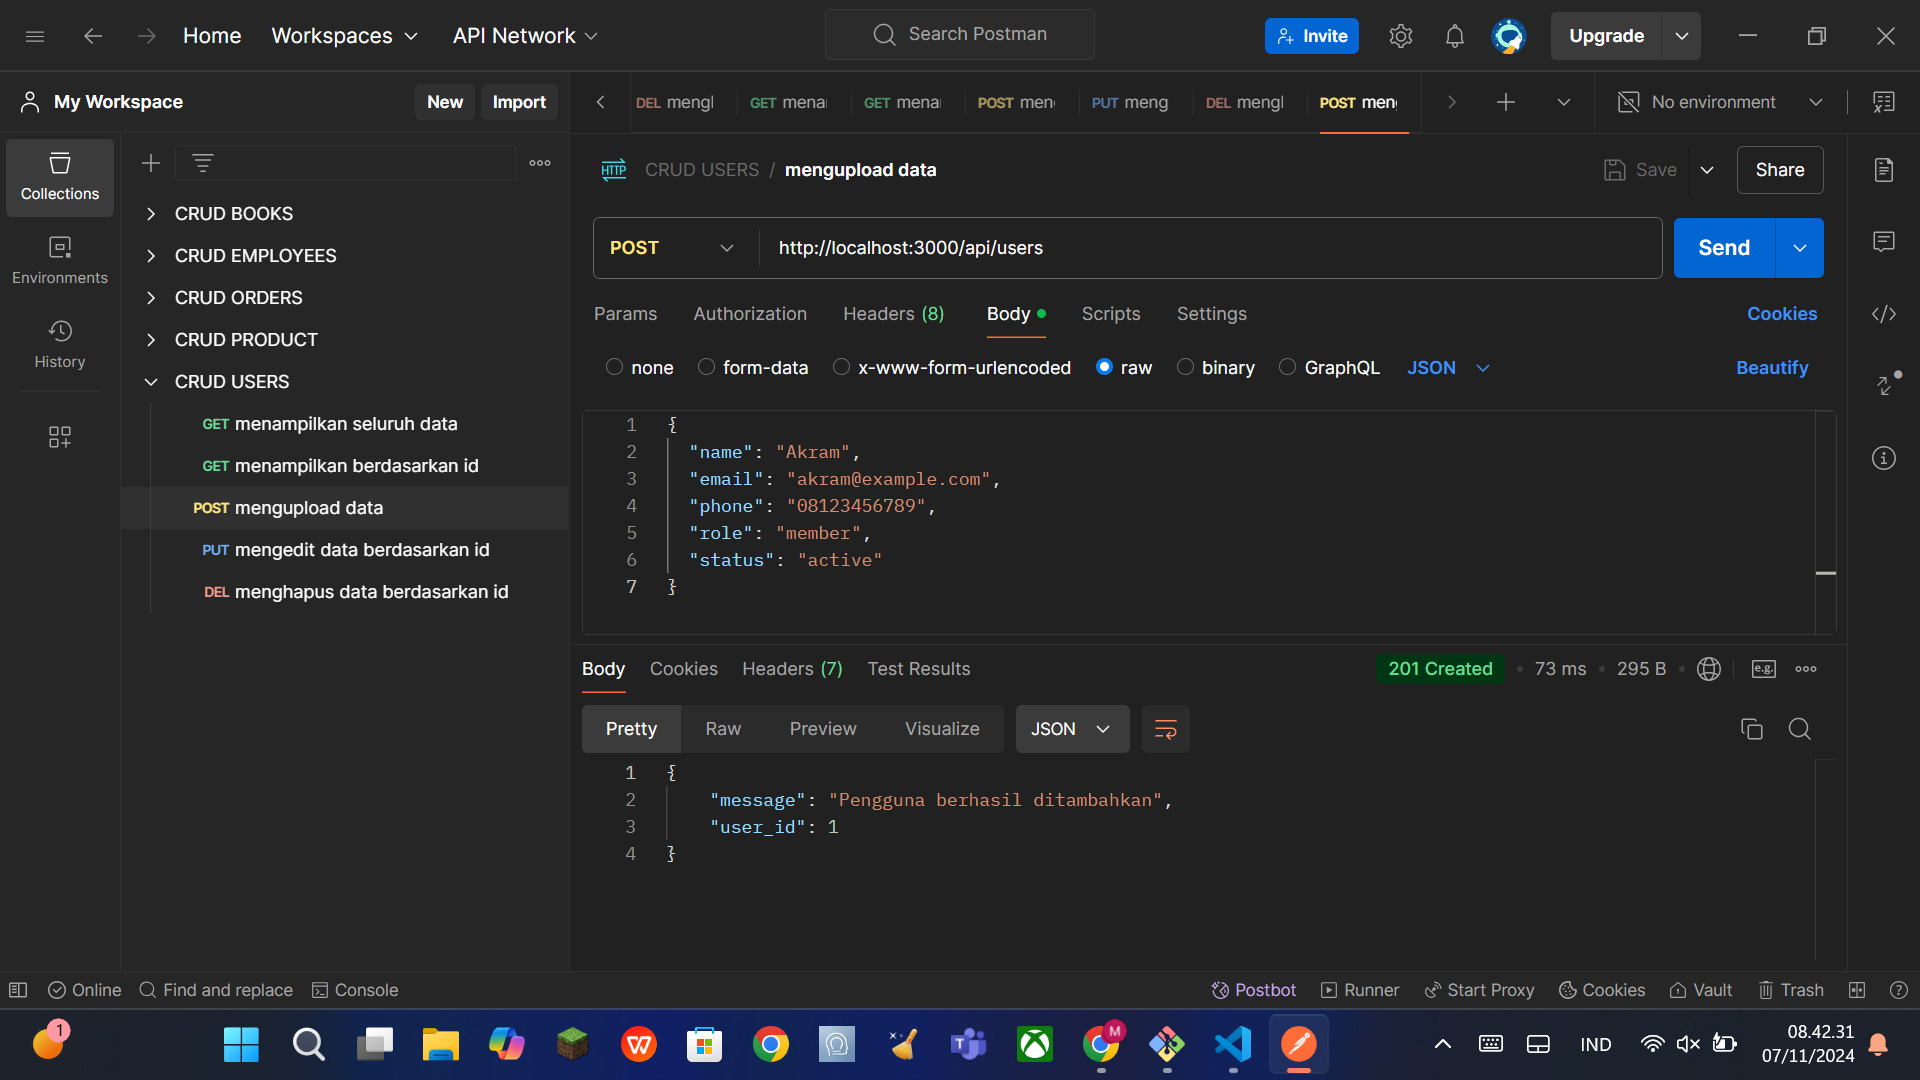 Home
Workspaces
API Network
Search Postman
Invite
Upgrade
My Workspace
New
Import
DEL mengl
GET mena
GET mena
POST men
PUT meng
DEL mengl
POST men
No environment
Collections
Environments
History
CRUD BOOKS
CRUD EMPLOYEES
CRUD ORDERS
CRUD PRODUCT
CRUD USERS
GET menampilkan seluruh data
GET menampilkan berdasarkan id
POST mengupload data
PUT mengedit data berdasarkan id
DEL menghapus data berdasarkan id
HTTP CRUD USERS / mengupload data
Save
Share
POST
http://localhost:3000/api/users
Send
Params Authorization Headers (8) Body Scripts Settings
Cookies
none form-data x-www-form-urlencoded raw binary GraphQL JSON
Beautify
1 {
2 "name": "Akram",
3 "email": "akram@example.com",
4 "phone": "08123456789",
5 "role": "member",
6 "status": "active"
7 }
Body Cookies Headers (7) Test Results
201 Created
73 ms
295 B
e.g.
Pretty Raw Preview Visualize JSON
1 {
2 "message": "Pengguna berhasil ditambahkan",
3 "user_id": 1
4 }
Online
Find and replace
Console
Postbot
Runner
Start Proxy
Cookies
Vault
Trash
1
M
IND
08.42.31
07/11/2024